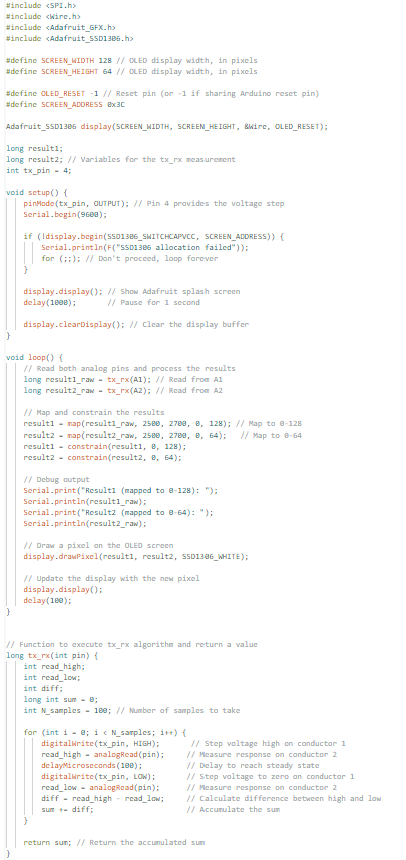 #include <SPI.h>
#include <Wire.h>
#include <Adafruit_GFX.h>
#include <Adafruit_SSD1306.h>

#define SCREEN_WIDTH 128 // OLED display width, in pixels
#define SCREEN_HEIGHT 64 // OLED display width, in pixels

#define OLED_RESET -1 // Reset pin (or -1 if sharing Arduino reset pin)
#define SCREEN_ADDRESS 0x3C

Adafruit_SSD1306 display(SCREEN_WIDTH, SCREEN_HEIGHT, &Wire, OLED_RESET);

long result1;
long result2; // Variables for the tx_rx measurement
int tx_pin = 4;

void setup() {
    pinMode(tx_pin, OUTPUT); // Pin 4 provides the voltage step
    Serial.begin(9600);

    if (!display.begin(SSD1306_SWITCHCAPVCC, SCREEN_ADDRESS)) {
        Serial.println(F("SSD1306 allocation failed"));
        for (;;); // Don't proceed, loop forever
    }

    display.display(); // Show Adafruit splash screen
    delay(1000);       // Pause for 1 second

    display.clearDisplay(); // Clear the display buffer
}

void loop() {
    // Read both analog pins and process the results
    long result1_raw = tx_rx(A1); // Read from A1
    long result2_raw = tx_rx(A2); // Read from A2

    // Map and constrain the results
    result1 = map(result1_raw, 2500, 2700, 0, 128); // Map to 0-128
    result2 = map(result2_raw, 2500, 2700, 0, 64);   // Map to 0-64
    result1 = constrain(result1, 0, 128);
    result2 = constrain(result2, 0, 64);

    // Debug output
    Serial.print("Result1 (mapped to 0-128): ");
    Serial.println(result1_raw);
    Serial.print("Result2 (mapped to 0-64): ");
    Serial.println(result2_raw);

    // Draw a pixel on the OLED screen
    display.drawPixel(result1, result2, SSD1306_WHITE);

    // Update the display with the new pixel
    display.display();
    delay(100);
}

// Function to execute tx_rx algorithm and return a value
long tx_rx(int pin) {
    int read_high;
    int read_low;
    int diff;
    long int sum = 0;
    int N_samples = 100; // Number of samples to take

    for (int i = 0; i < N_samples; i++) {
        digitalWrite(tx_pin, HIGH);       // Step voltage high on conductor 1
        read_high = analogRead(pin);     // Measure response on conductor 2
        delayMicroseconds(100);          // Delay to reach steady state
        digitalWrite(tx_pin, LOW);       // Step voltage to zero on conductor 1
        read_low = analogRead(pin);      // Measure response on conductor 2
        diff = read_high - read_low;     // Calculate difference between high and low
        sum += diff;                     // Accumulate the sum
    }

    return sum; // Return the accumulated sum
}